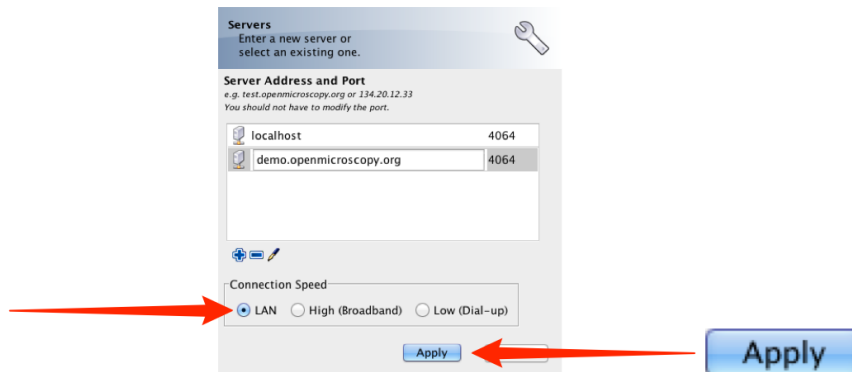 Servers
Enter a new server or
select an existing one.
Server Address and Port
e.g. test.openmicroscopy.org or 134.20.12.33
You should not have to modify the port.
localhost 4064
demo.openmicroscopy.org 4064
Connection Speed
LAN High (Broadband) Low (Dial-up)
Apply
Apply